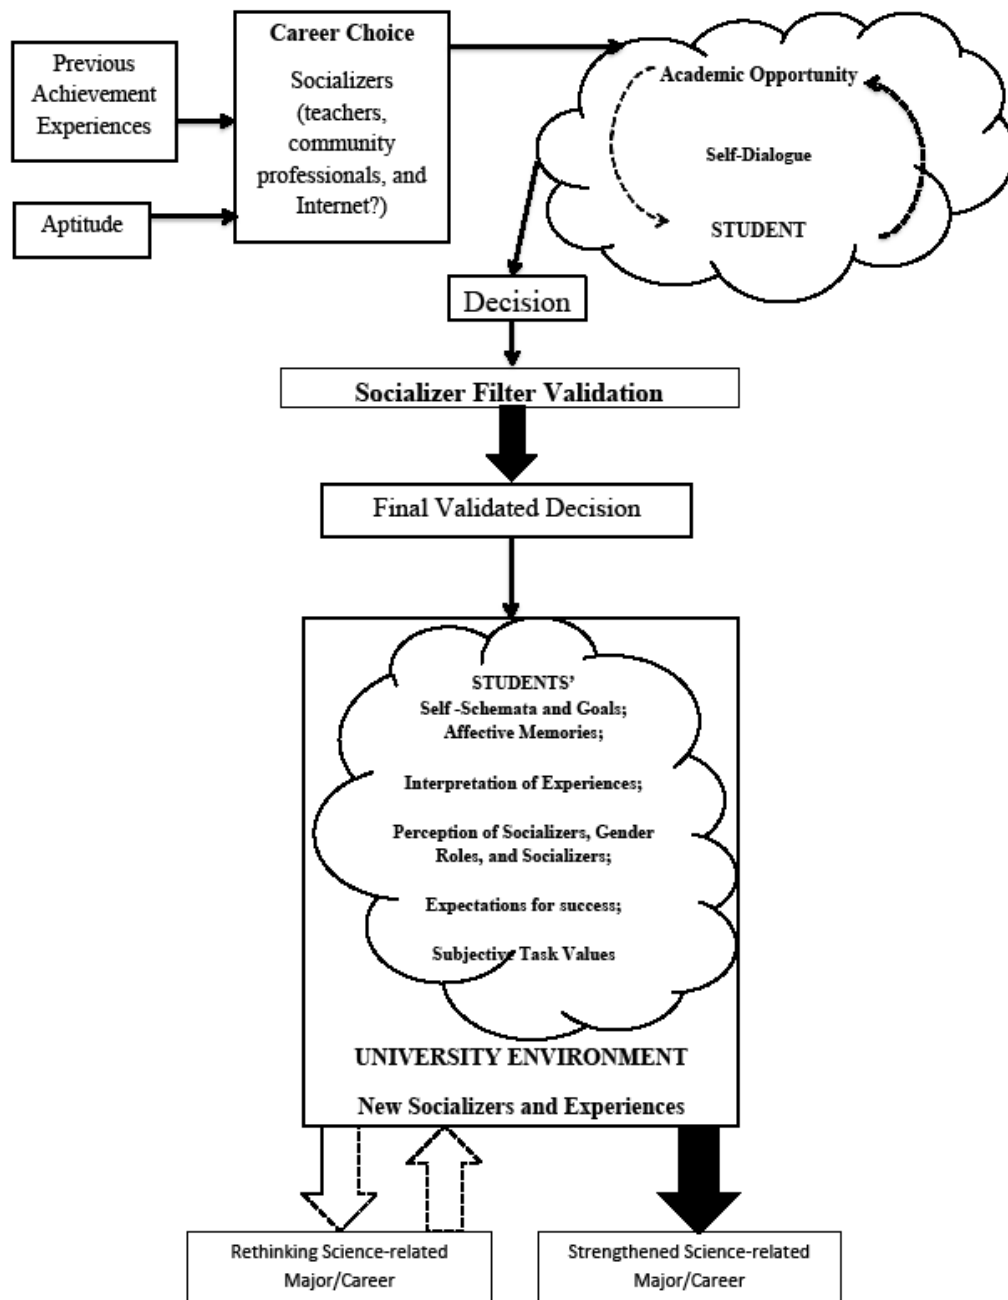 Previous
Achievement
Experiences
Aptitude
Career Choice
Socializers
(teachers,
community
professionals, and
Internet?)
Academic Opportunity
Self-Dialogue
STUDENT
Decision
Socializer Filter Validation
Final Validated Decision
STUDENTS’
Self -Schemata and Goals;
Affective Memories;
Interpretation of Experiences;
Perception of Socializers, Gender
Roles, and Socializers;
Expectations for success;
Subjective Task Values
UNIVERSITY ENVIRONMENT
New Socializers and Experiences
Rethinking Science-related
Major/Career
Strengthened Science-related
Major/Career